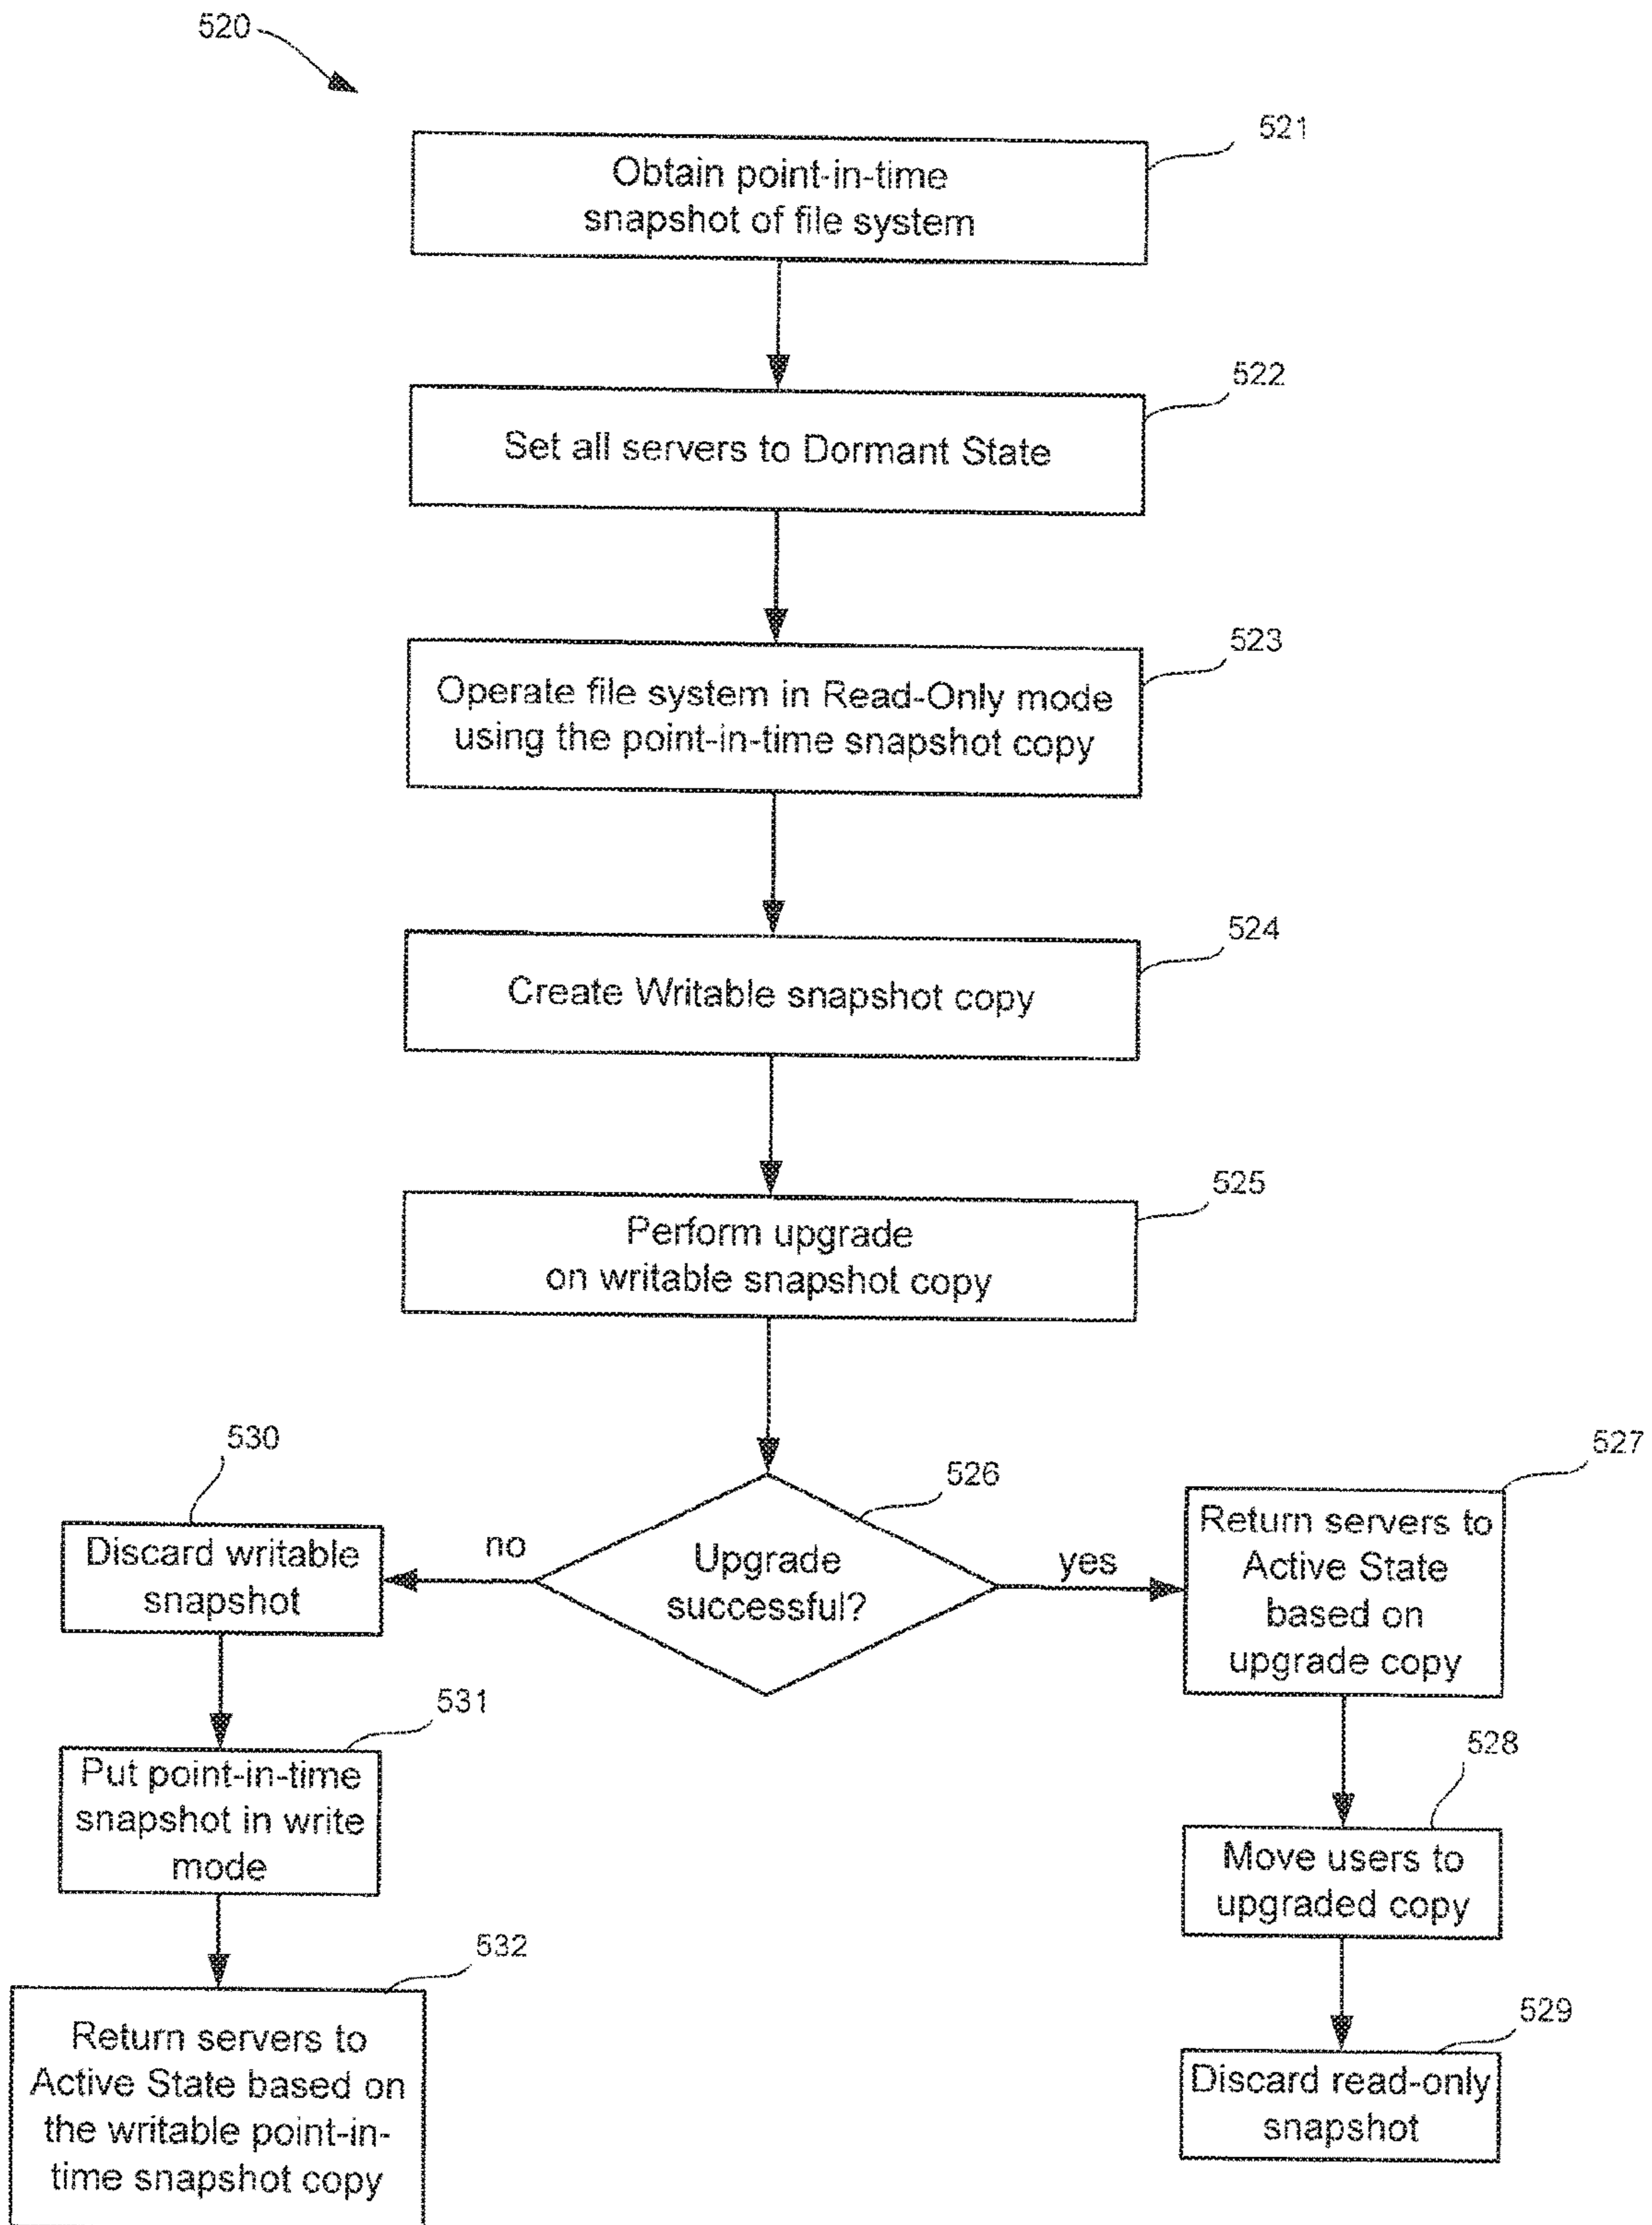 520
521
Obtain point-in-time
snapshot of file system
522
Set all servers to Dormant State
523
Operate file system in Read-Only mode
using the point-in-time snapshot copy
524
Create Writable snapshot copy
525
Perform upgrade
on writable snapshot copy
526
Upgrade
successful?
no
yes
530
Discard writable
snapshot
531
Put point-in-time
snapshot in write
mode
532
Return servers to
Active State based on
the writable point-in-
time snapshot copy
527
Return servers to
Active State
based on
upgrade copy
528
Move users to
upgraded copy
529
Discard read-only
snapshot